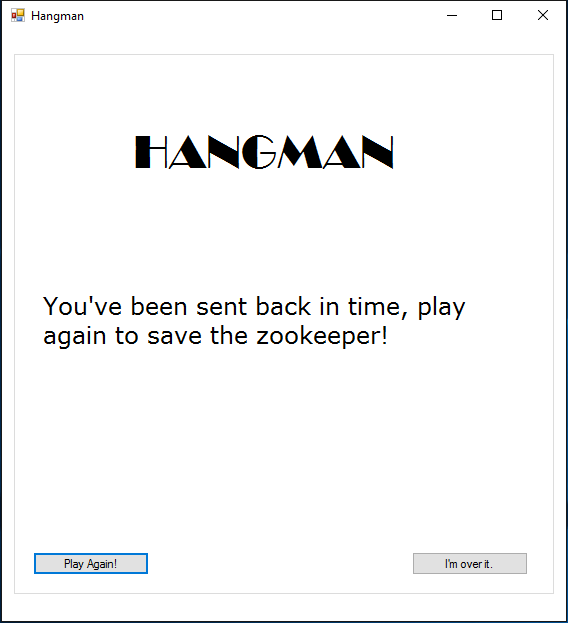 Hangman
HANGMAN
You've been sent back in time, play
again to save the zookeeper!
Play Again!
I'm over it.